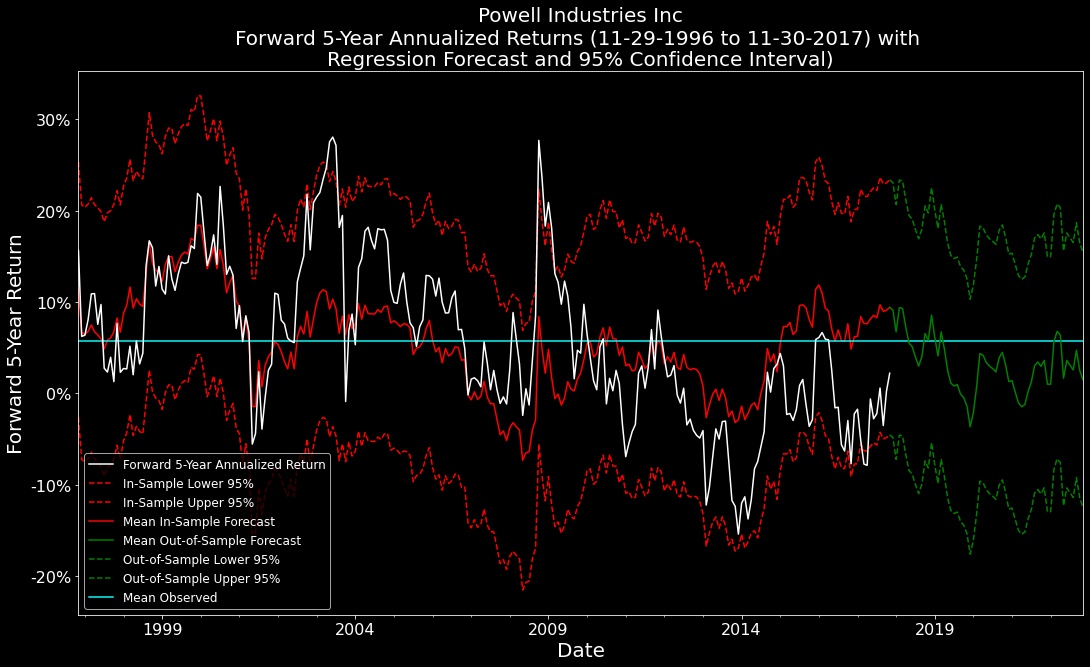 Powell Industries Inc
Forward 5-Year Annualized Returns (11-29-1996 to 11-30-2017) with
Regression Forecast and 95% Confidence Interval)
Forward 5-Year Return
30%
20%
10%
0%
-10%
-20%
Forward 5-Year Annualized Return
In-Sample Lower 95%
In-Sample Upper 95%
Mean In-Sample Forecast
Mean Out-of-Sample Forecast
Out-of-Sample Lower 95%
Out-of-Sample Upper 95%
Mean Observed
1999
2004
2009
2014
2019
Date